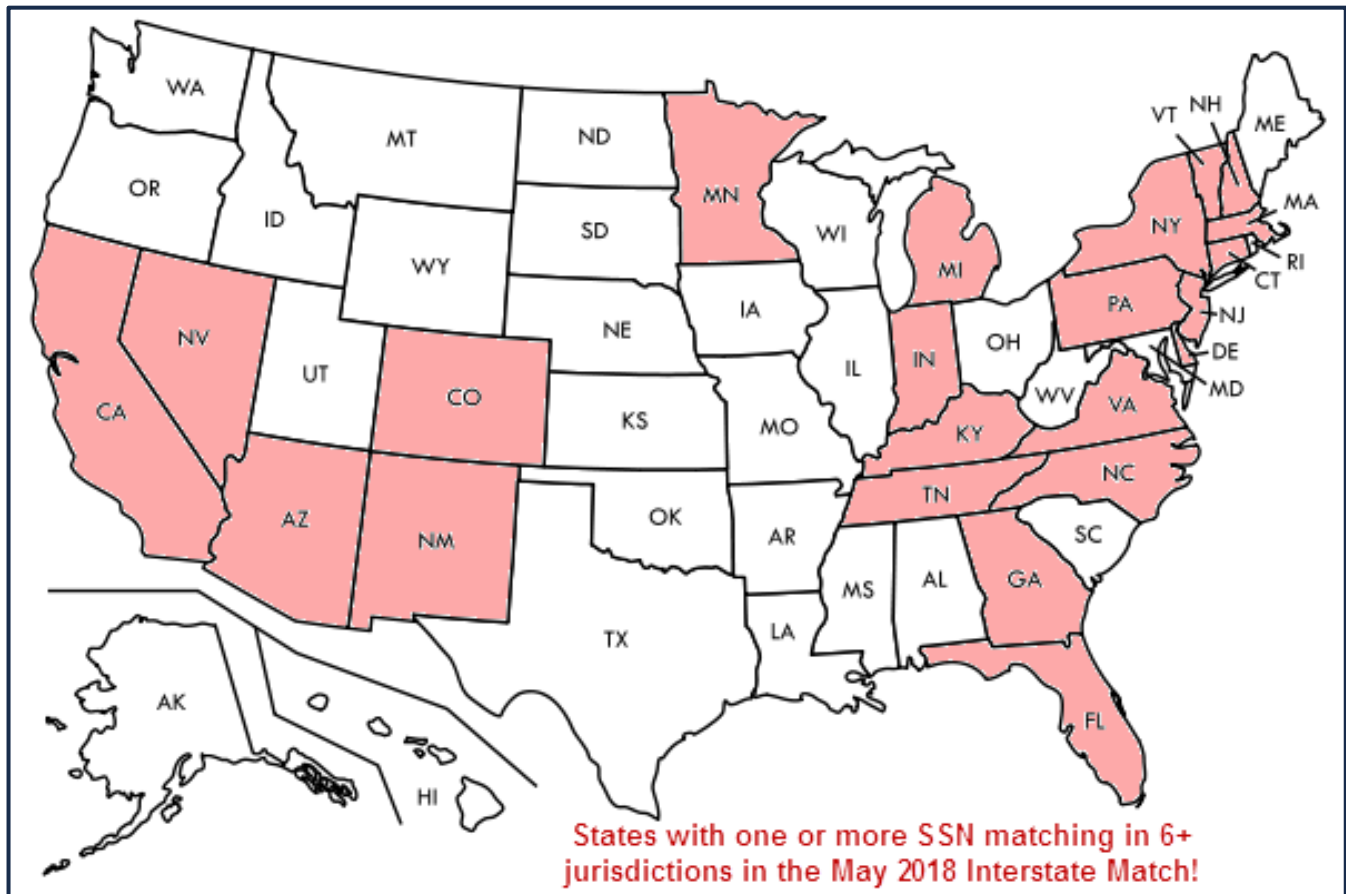 WA
MT
ND
MN
VT
NH
ME
OR
ID
SD
WI
NY
MA
WY
MI
RI
CT
IA
PA
NV
NE
NJ
OH
IN
IL
UT
DE
CO
MD
WV
CA
KS
VA
MO
KY
NC
TN
AZ
OK
NM
AR
SC
MS
AL
GA
TX
LA
AK
FL
HI
States with one or more SSN matching in 6+
jurisdictions in the May 2018 Interstate Match!